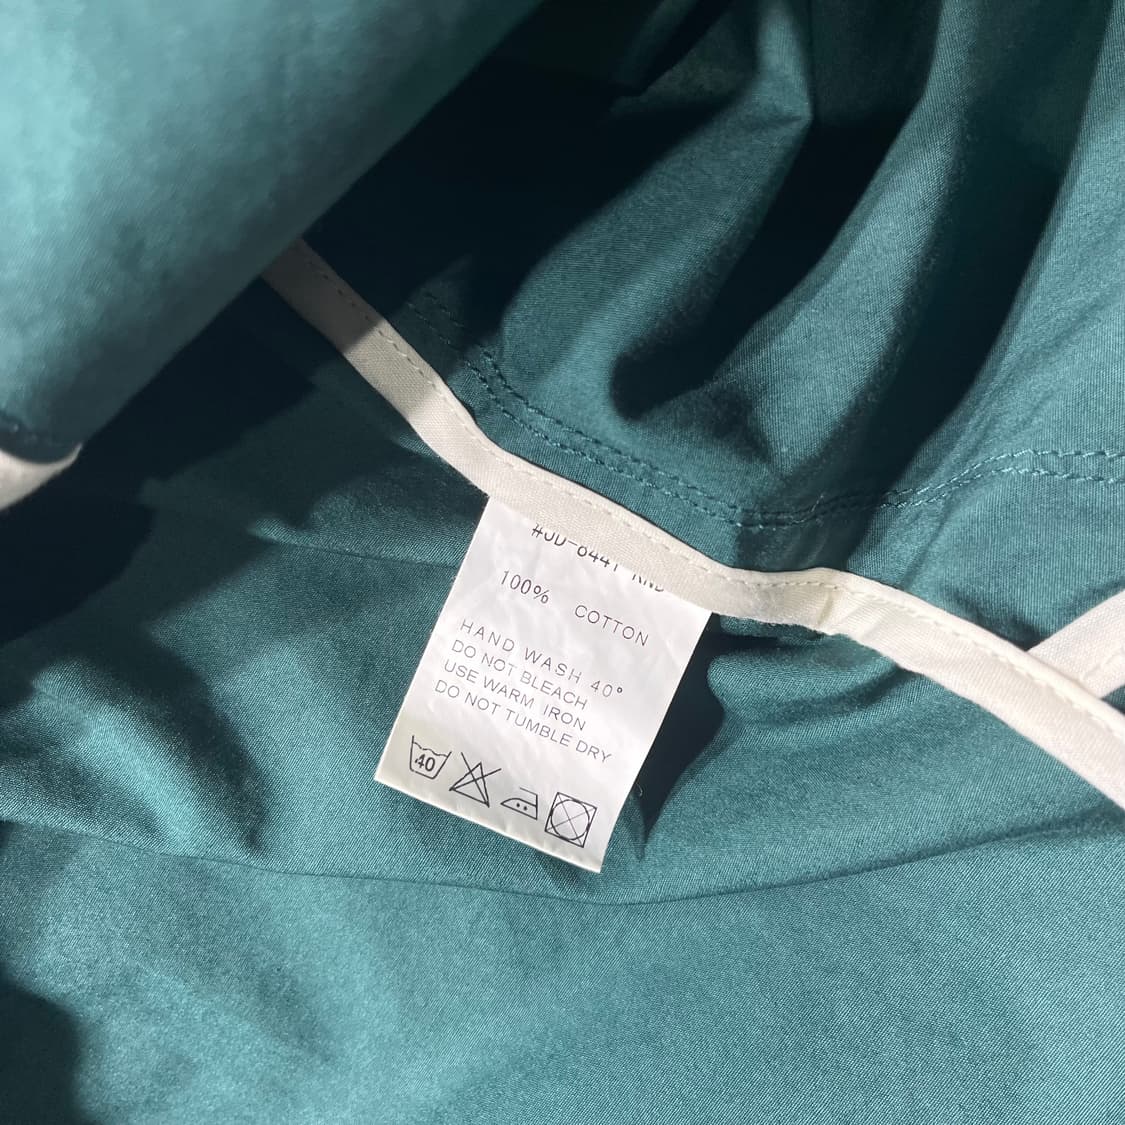 100% COTTON
HAND WASH 40°
DO NOT BLEACH
USE WARM IRON
DO NOT TUMBLE DRY
40